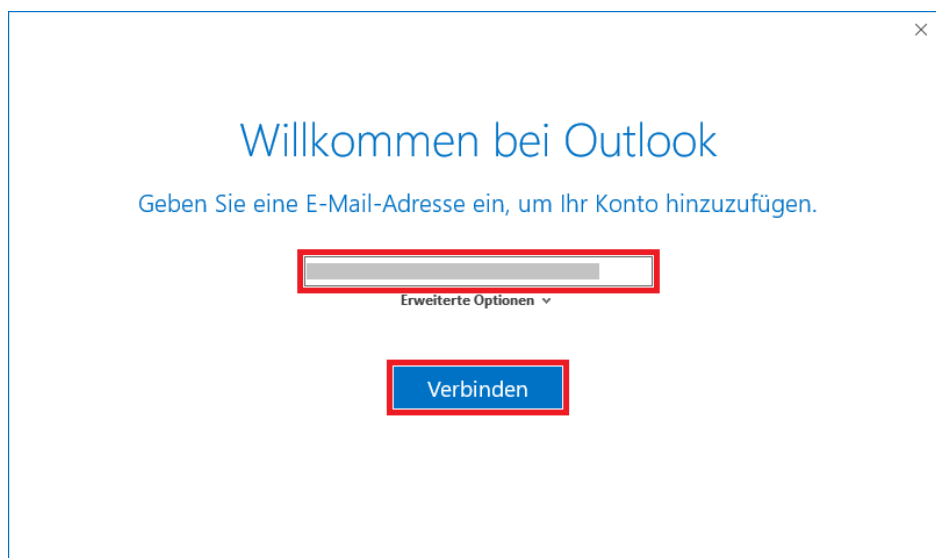 Willkommen bei Outlook
Geben Sie eine E-Mail-Adresse ein, um Ihr Konto hinzuzufügen.
Erweiterte Optionen
Verbinden